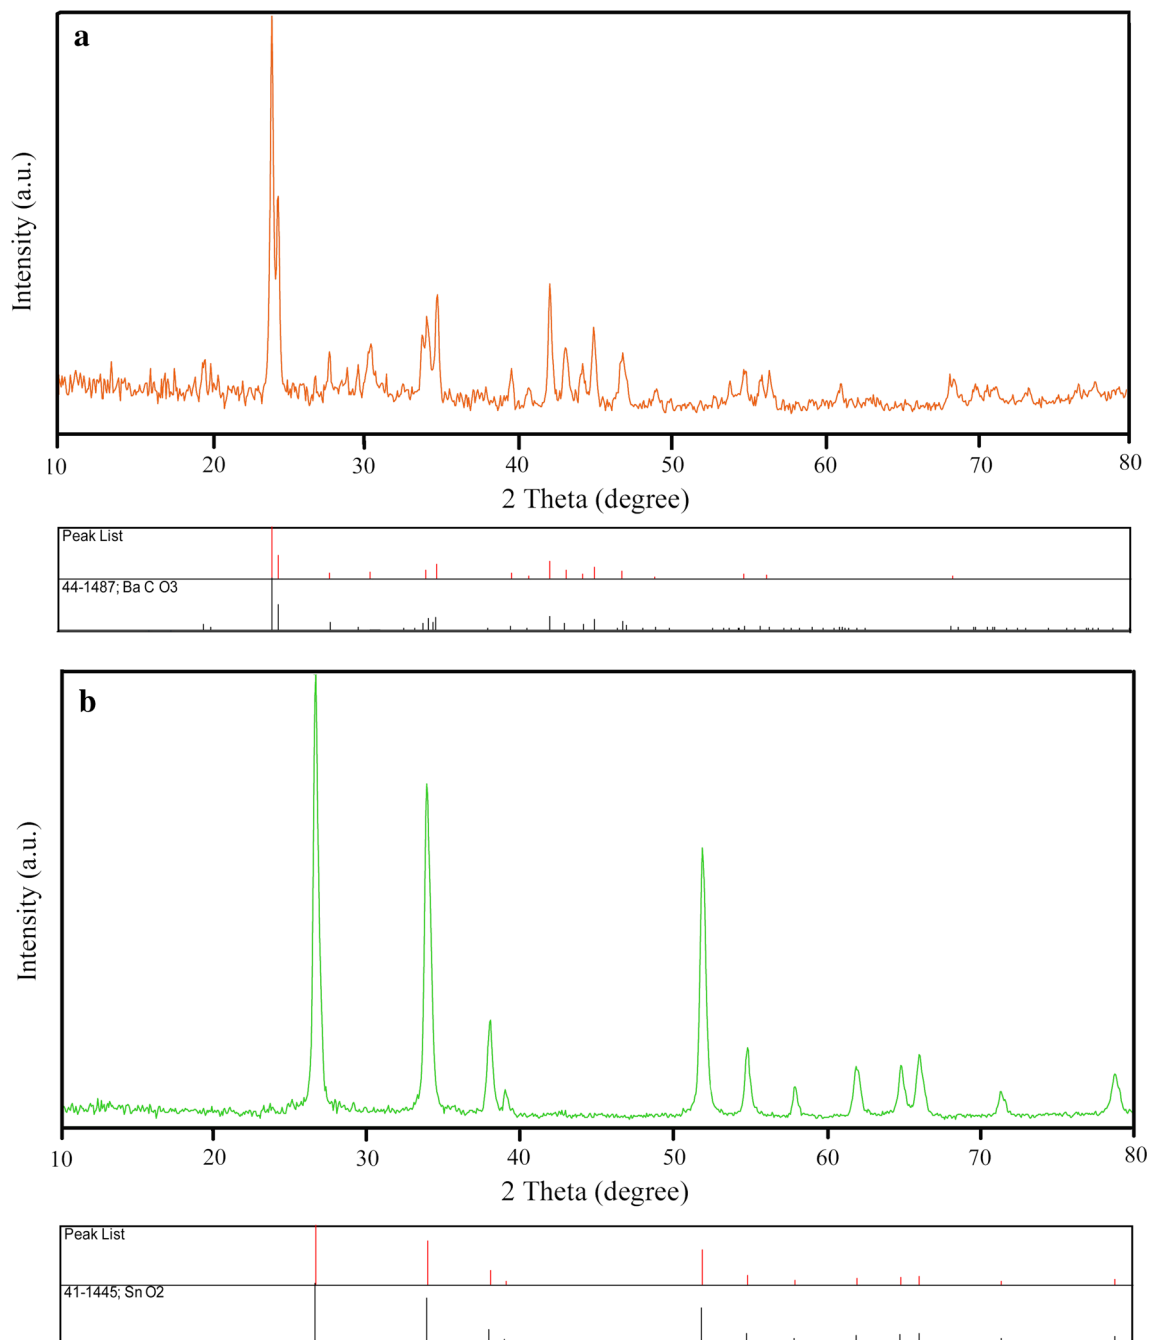 a
Intensity (a.u.)
10 20 30 40 50 60 70 80
2 Theta (degree)
Peak List
44-1487; Ba C O3
b
Intensity (a.u.)
10 20 30 40 50 60 70 80
2 Theta (degree)
Peak List
41-1445; Sn O2